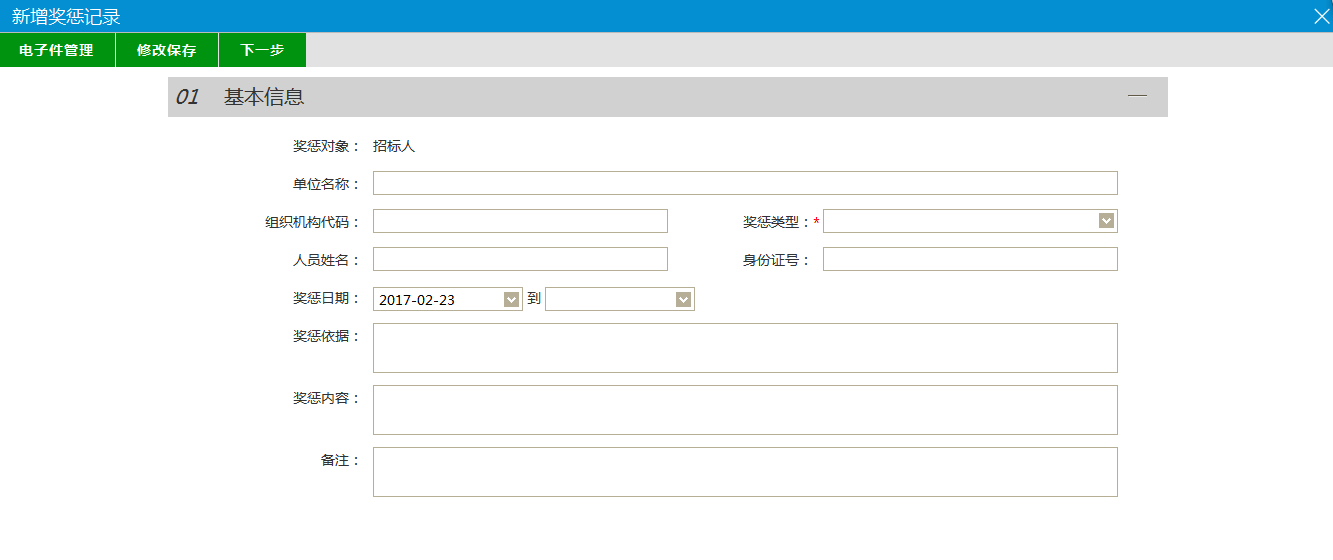 新增奖惩记录
电子件管理 修改保存 下一步
01 基本信息
奖惩对象： 招标人
单位名称：
组织机构代码： 奖惩类型：*
人员姓名： 身份证号：
奖惩日期： 2017-02-23 到
奖惩依据：
奖惩内容：
备注：